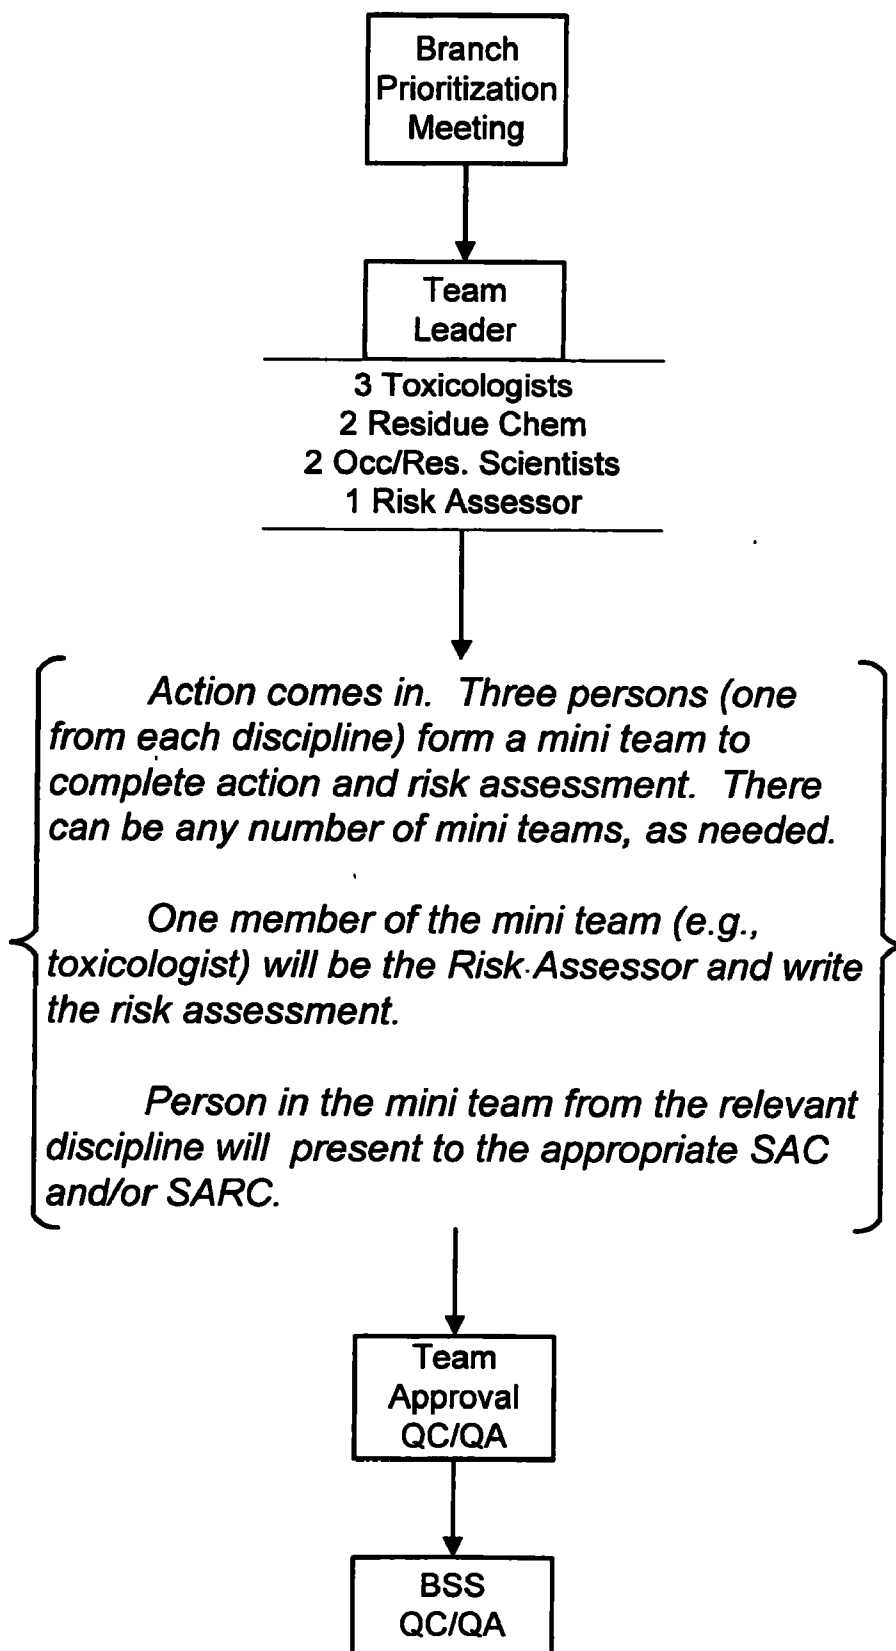 Branch
Prioritization
Meeting
Team
Leader
3 Toxicologists
2 Residue Chem
2 Occ/Res. Scientists
1 Risk Assessor
Action comes in. Three persons (one
from each discipline) form a mini team to
complete action and risk assessment. There
can be any number of mini teams, as needed.
One member of the mini team (e.g.,
toxicologist) will be the Risk Assessor and write
the risk assessment.
Person in the mini team from the relevant
discipline will present to the appropriate SAC
and/or SARC.
Team
Approval
QC/QA
BSS
QC/QA